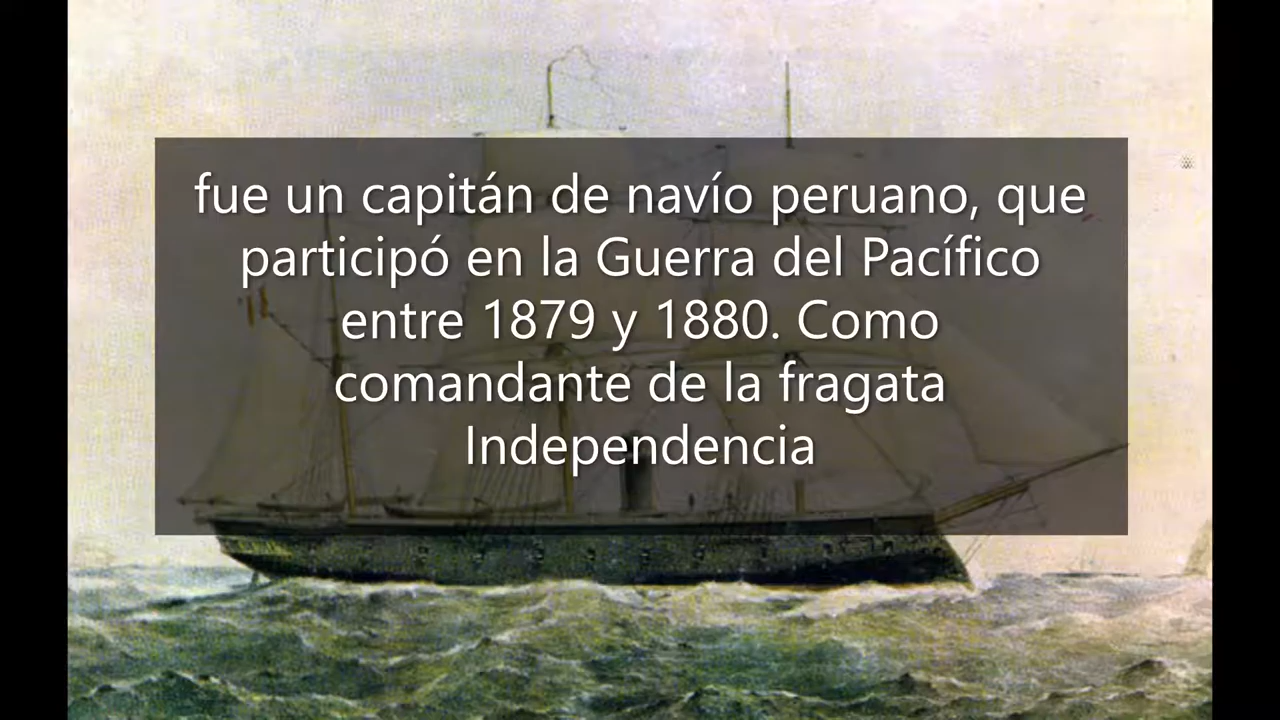 fue un capitán de navío peruano, que
participó en la Guerra del Pacífico
entre 1879 y 1880. Como
comandante de la fragata
Independencia